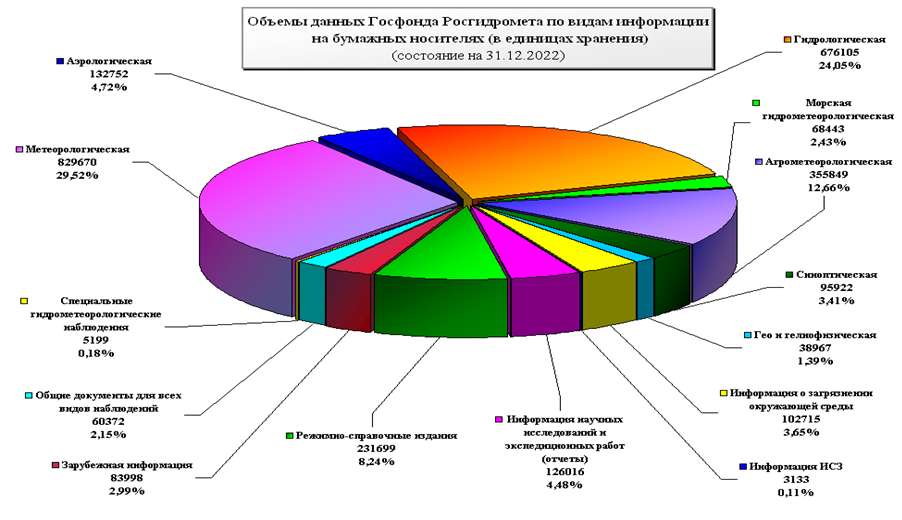 Объемы данных Госфонда Росгидромета по видам информации
на бумажных носителях (в единицах хранения)
(состояние на 31.12.2022)
Аэрологическая
132752
4,72%
Гидрологическая
676105
24,05%
Морская
гидрометеорологическая
68443
2,43%
Метеорологическая
829670
29,52%
Агрометеорологическая
355849
12,66%
Синоптическая
95922
3,41%
Специальные
гидрометеорологические
наблюдения
5199
0,18%
Гео и гелиофизическая
38967
1,39%
Общие документы для всех
видов наблюдений
60372
2,15%
Информация о загрязнении
окружающей среды
102715
3,65%
Режимно-справочные издания
231699
8,24%
Информация научных
исследований и
экспедиционных работ
(отчеты)
126016
4,48%
Зарубежная информация
83998
2,99%
Информация ИСЗ
3133
0,11%